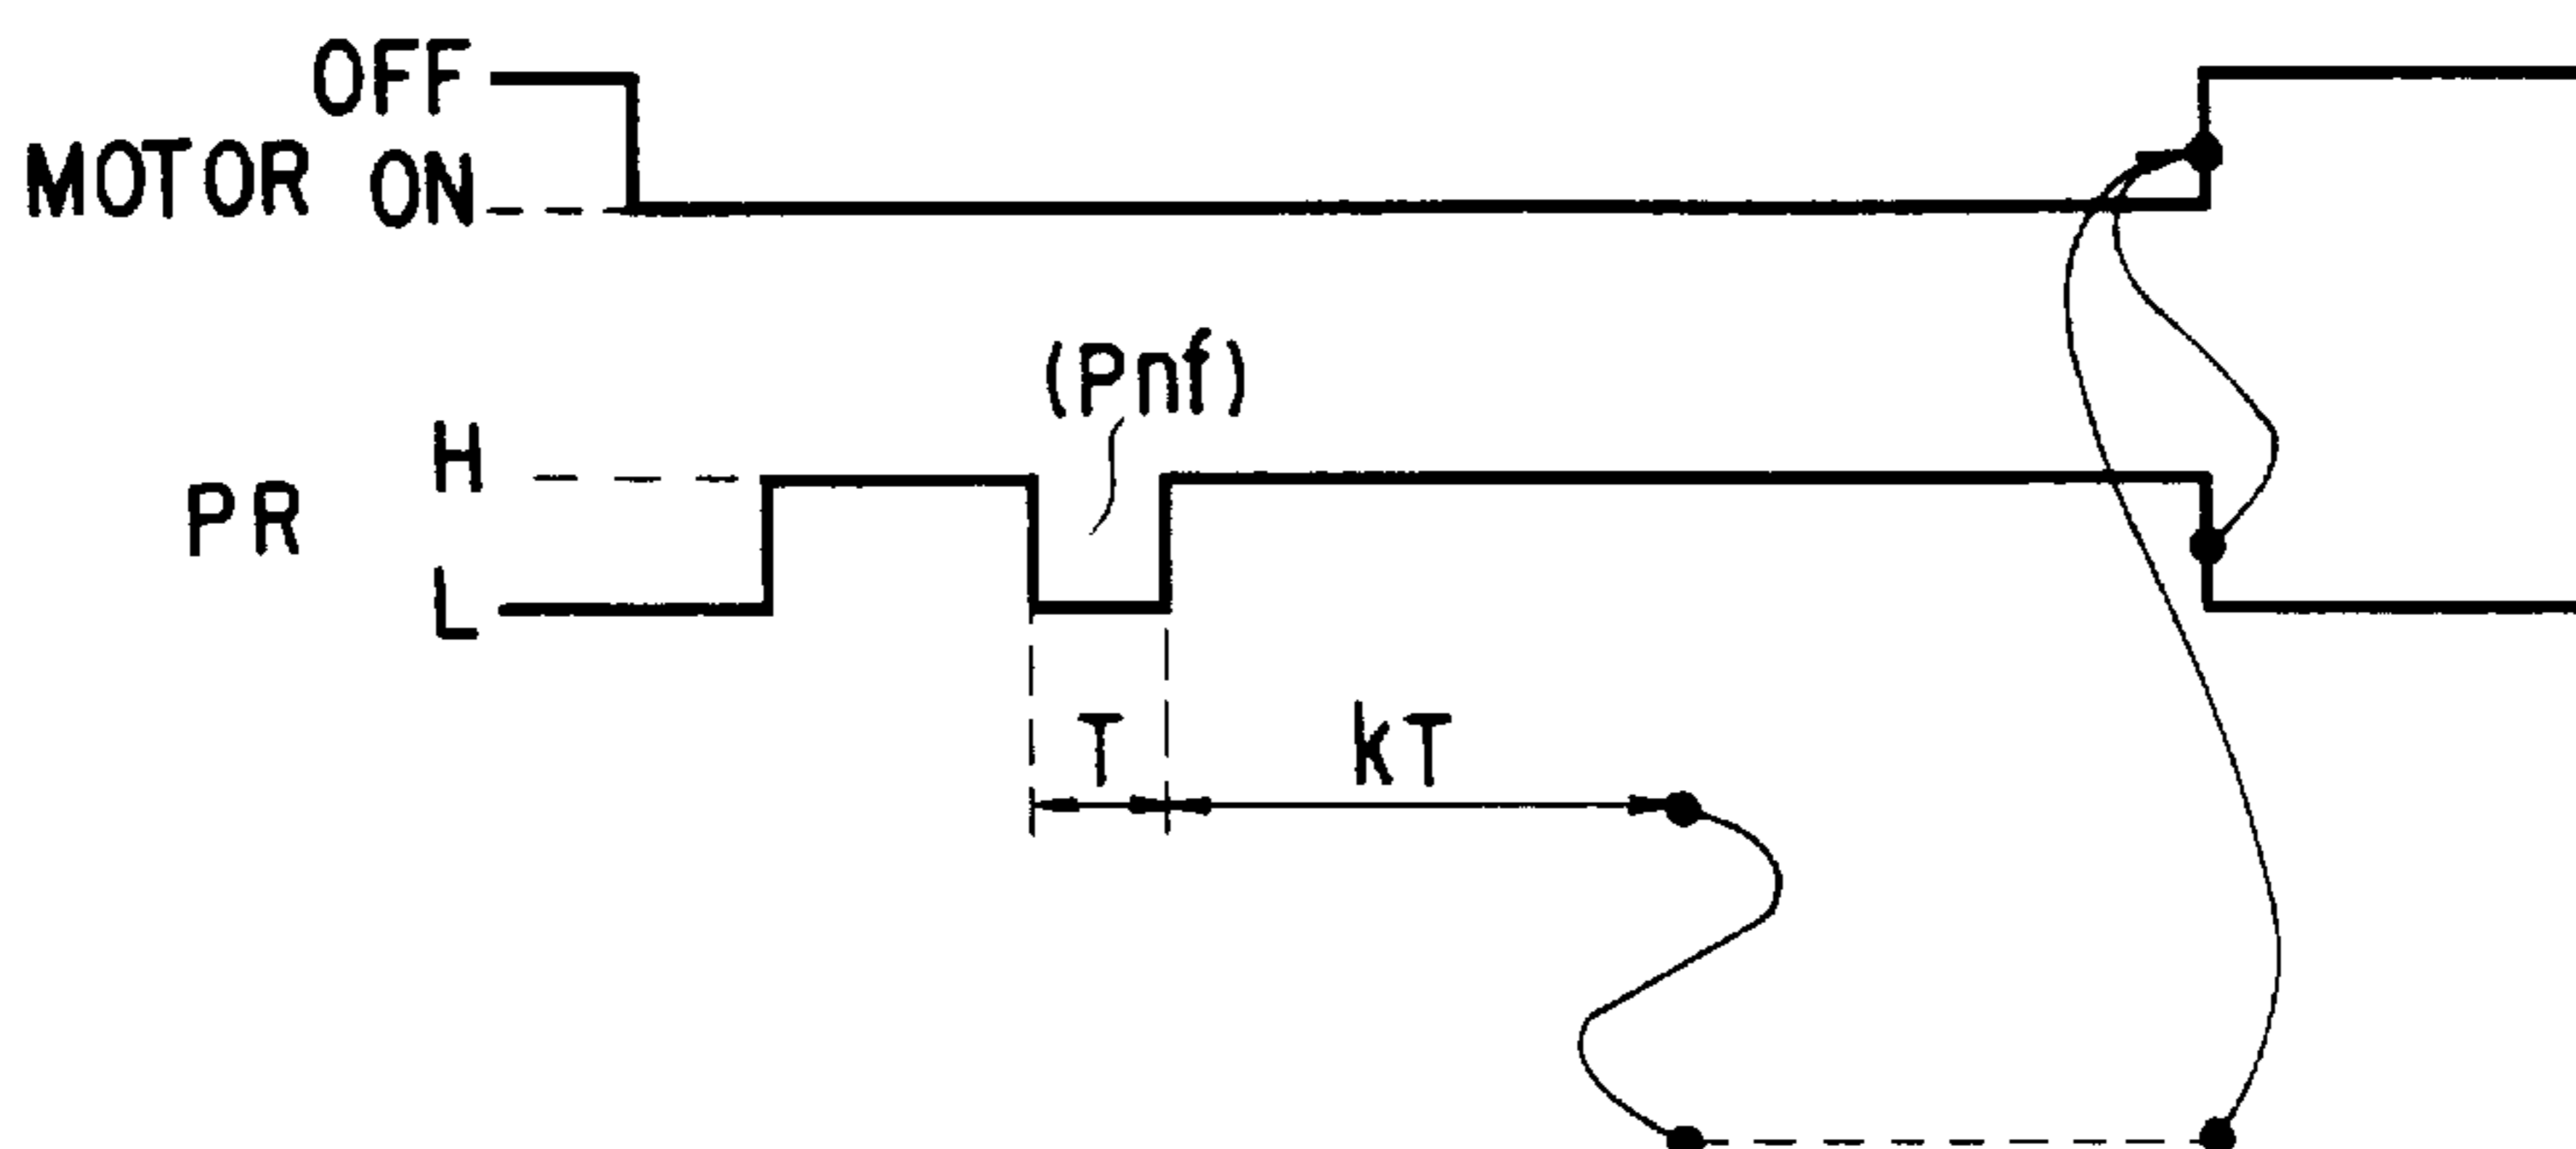 OFF
MOTOR ON
(Pnf)
H
PR
L
T kT